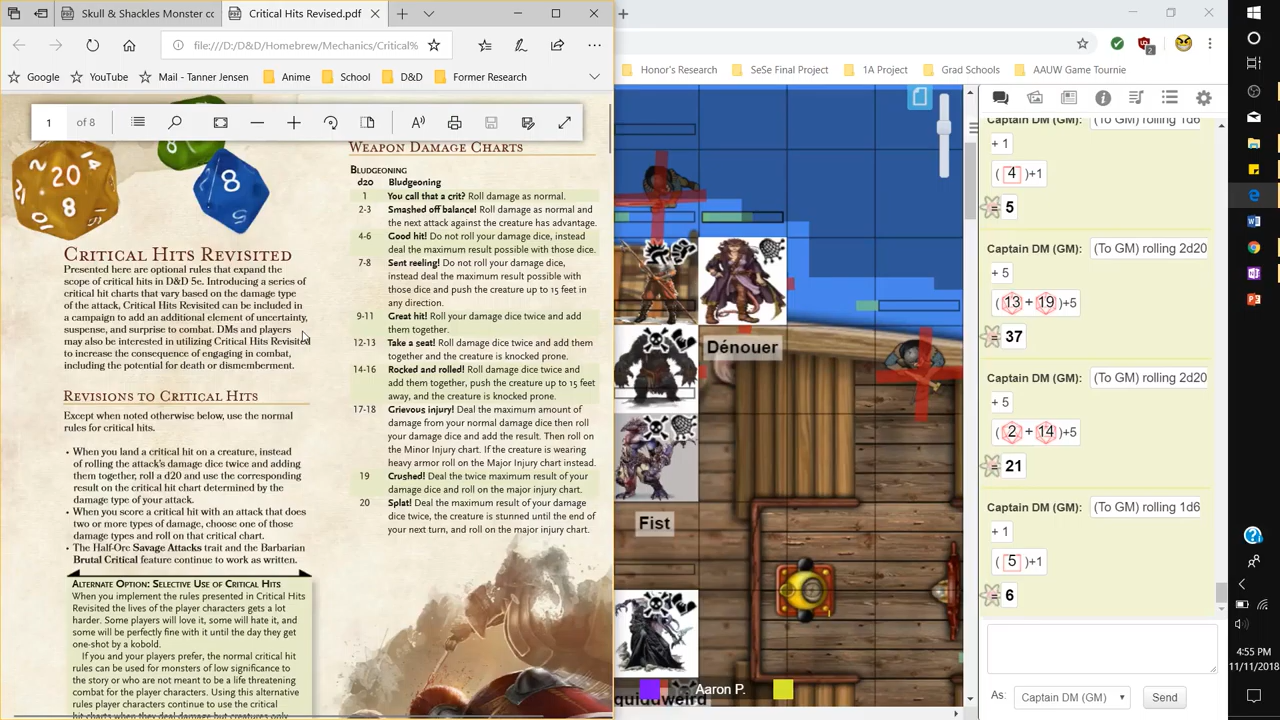 Skull & Shackles Monster cc
Critical Hits Revised.pdf
file:///D:/D&D/Homebrew/Mechanics/Critical%
Google
YouTube
Mail - Tanner Jensen
Anime
School
D&D
Former Research
Honor's Research
SeSe Final Project
1A Project
Grad Schools
AAUW Game Tournie
1
of 8
20
8
8
CRITICAL HITS REVISITED
Presented here are optional rules that expand the
scope of critical hits in D&D 5e. Introducing a series of
critical hit charts that vary based on the damage type
of the attack, Critical Hits Revisited can be included in
a campaign to add an additional element of uncertainty,
suspense, and surprise to combat. DMs and players
may also be interested in utilizing Critical Hits Revisited
to increase the consequence of engaging in combat,
including the potential for death or dismemberment.
REVISIONS TO CRITICAL HITS
Except when noted otherwise below, use the normal
rules for critical hits.
• When you land a critical hit on a creature, instead
of rolling the attack's damage dice twice and adding
them together, roll a d20 and use the corresponding
result on the critical hit chart determined by the
damage type of your attack.
• When you score a critical hit with an attack that does
two or more types of damage, choose one of those
damage types and roll on that critical chart.
• The Half-Orc Savage Attacks trait and the Barbarian
Brutal Critical feature continue to work as written.
ALTERNATE OPTION: SELECTIVE USE OF CRITICAL HITS
When you implement the rules presented in Critical Hits
Revisited the lives of the player characters gets a lot
harder. Some players will love it, some will hate it, and
some will be perfectly fine with it until the day they get
one-shot by a kobold.
If you and your players prefer, the normal critical hit
rules can be used for monsters of low significance to
the story or who are not meant to be a life threatening
combat for the player characters. Using this alternative
rules player characters continue to use the critical
hit charts when they deal damage but creatures only
WEAPON DAMAGE CHARTS
BLUDGEONING
d20 Bludgeoning
1 You call that a crit? Roll damage as normal.
2-3 Smashed off balance! Roll damage as normal and
the next attack against the creature has advantage.
4-6 Good hit! Do not roll your damage dice, instead
deal the maximum result possible with those dice.
7-8 Sent reeling! Do not roll your damage dice,
instead deal the maximum result possible with
those dice and push the creature up to 15 feet in
any direction.
9-11 Great hit! Roll your damage dice twice and add
them together.
12-13 Take a seat! Roll damage dice twice and add them
together and the creature is knocked prone.
14-16 Rocked and rolled! Roll damage dice twice and
add them together, push the creature up to 15 feet
away, and the creature is knocked prone.
17-18 Grievous injury! Deal the maximum amount of
damage from your normal damage dice then roll
your damage dice and add the result. Then roll on
the Minor Injury chart. If the creature is wearing
heavy armor roll on the Major Injury chart instead.
19 Crushed! Deal the twice maximum result of your
damage dice and roll on the major injury chart.
20 Splat! Deal the maximum result of your damage
dice twice, the creature is stunned until the end of
your next turn, and roll on the major injury chart.
Dénouer
Fist
Aaron P.
Captain DM (GM): (To GM) rolling 1d6
+ 1
(4)+1
= 5
Captain DM (GM): (To GM) rolling 2d20
+ 5
(13 + 19)+5
= 37
Captain DM (GM): (To GM) rolling 2d20
+ 5
(2 + 14)+5
= 21
Captain DM (GM): (To GM) rolling 1d6
+ 1
(5)+1
= 6
As: Captain DM (GM) Send
2
4:55 PM
11/11/2018